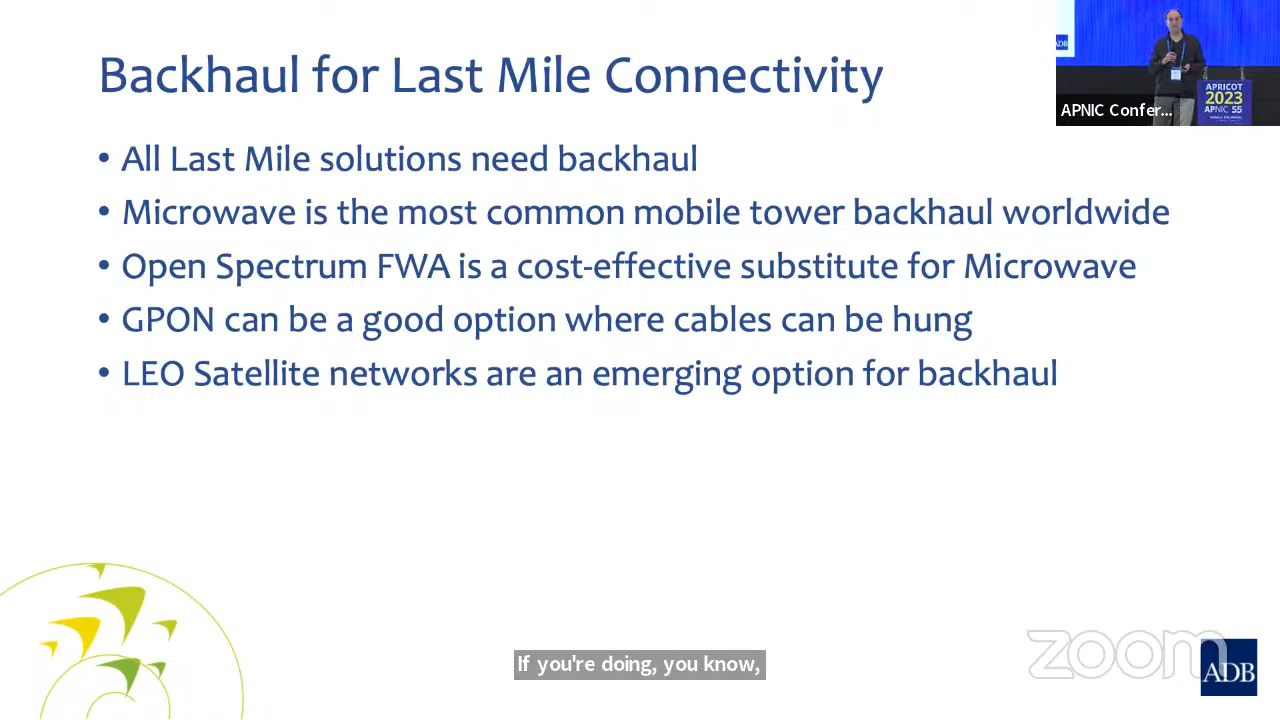 Backhaul for Last Mile Connectivity
• All Last Mile solutions need backhaul
• Microwave is the most common mobile tower backhaul worldwide
• Open Spectrum FWA is a cost-effective substitute for Microwave
• GPON can be a good option where cables can be hung
• LEO Satellite networks are an emerging option for backhaul
ADB
APRICOT
2023
APNIC 55
APNIC Confer...
If you're doing, you know,
zoom
ADB